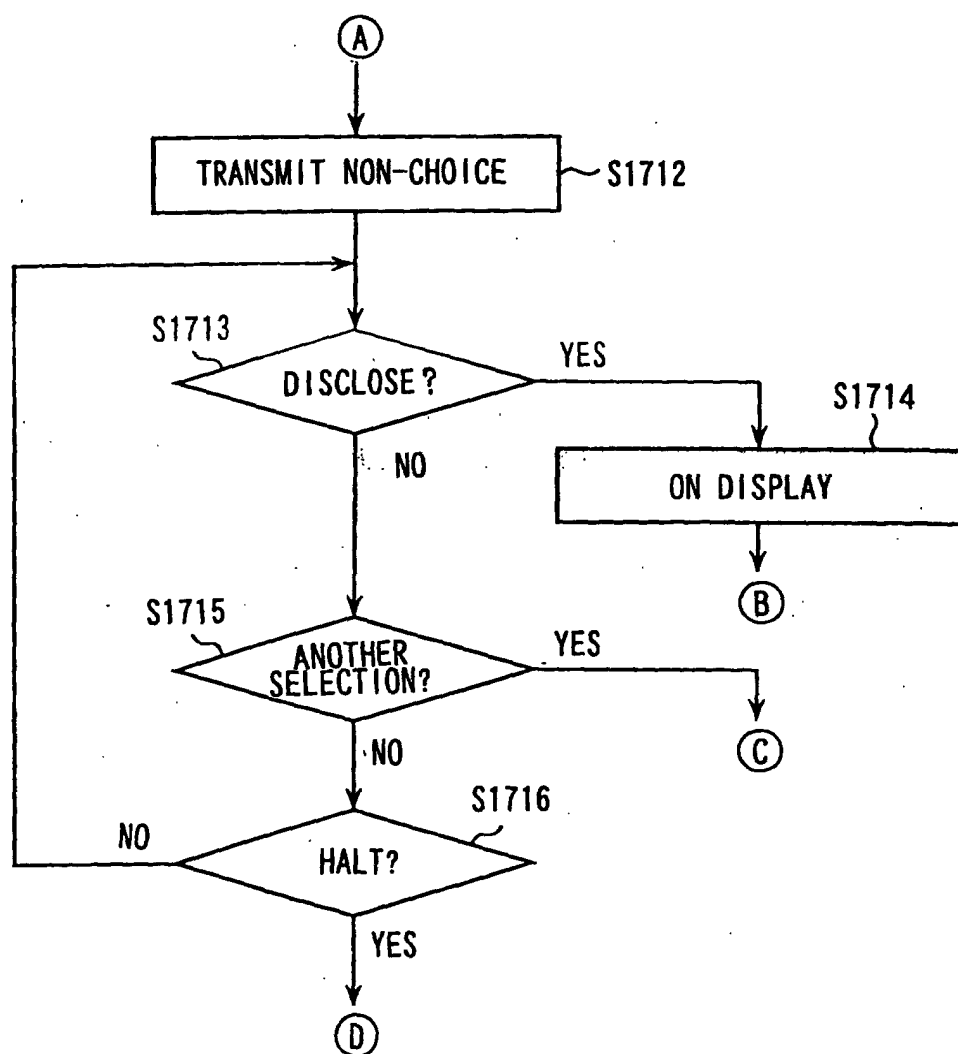 A
TRANSMIT NON-CHOICE
S1712
S1713
DISCLOSE?
YES
NO
S1714
ON DISPLAY
B
S1715
ANOTHER
SELECTION?
YES
NO
C
S1716
HALT?
NO
YES
D